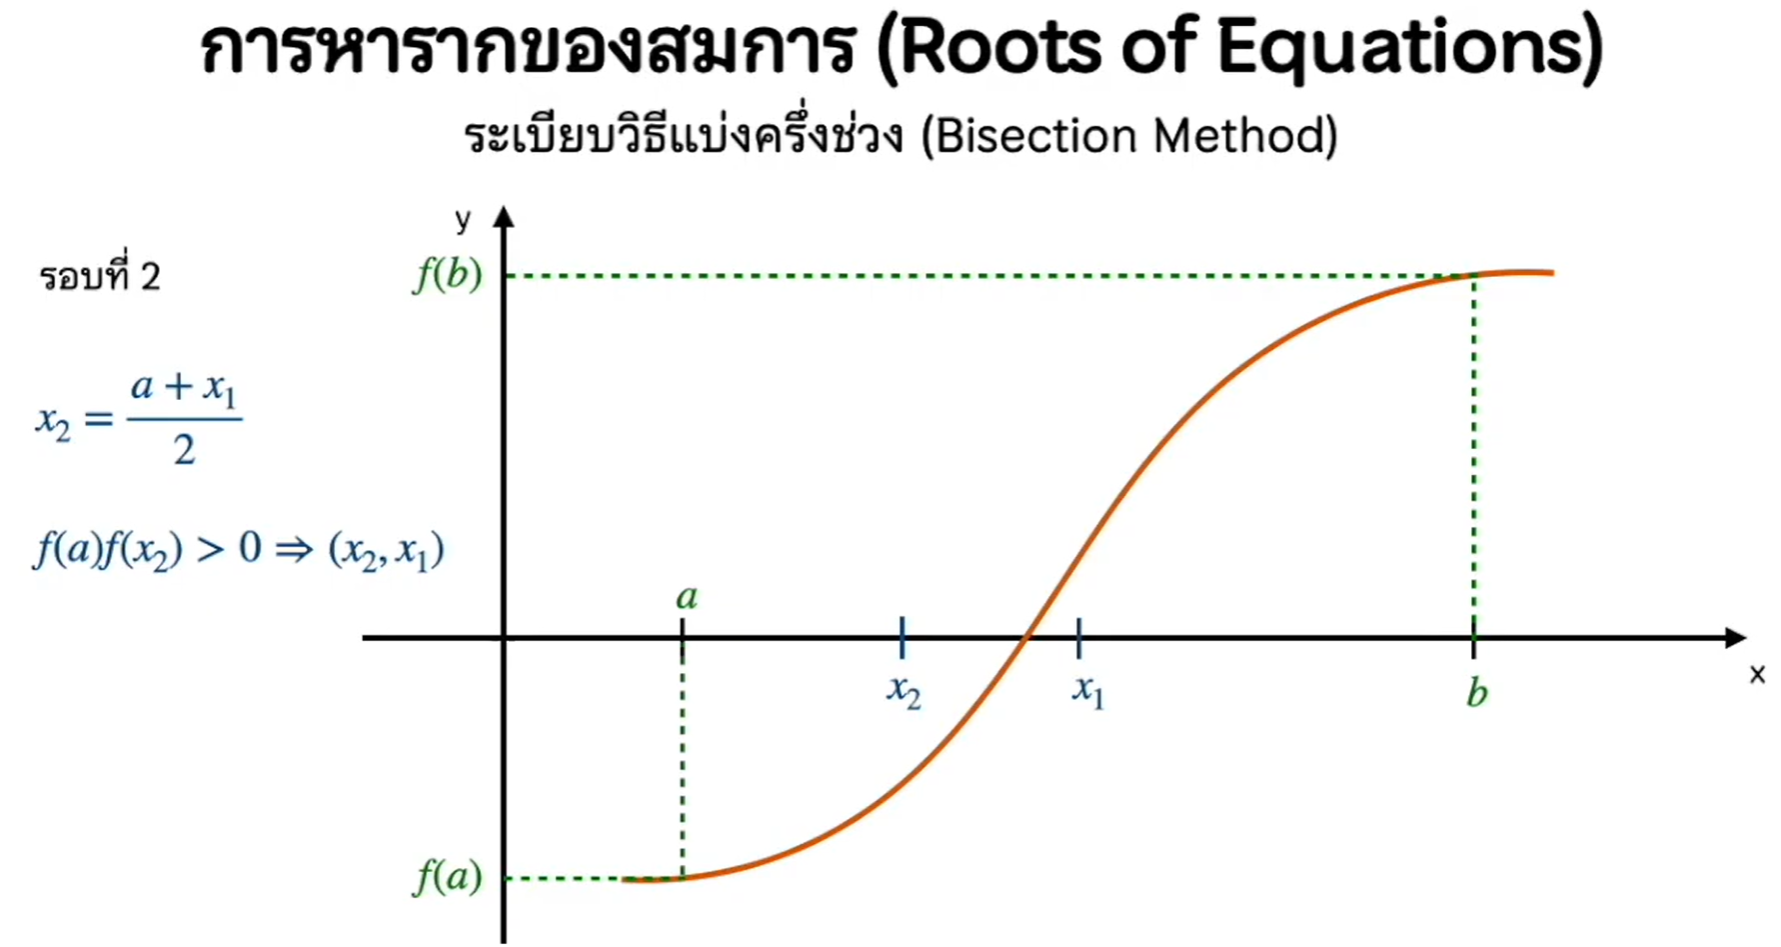 การหารากของสมการ (Roots of Equations)
ระเบียบวิธีแบ่งครึ่งช่วง (Bisection Method)
y
รอบที่ 2
f(b)
x₂ = (a + x₁) / 2
f(a)f(x₂) > 0 ⇒ (x₂, x₁)
a
x₂
x₁
b
x
f(a)